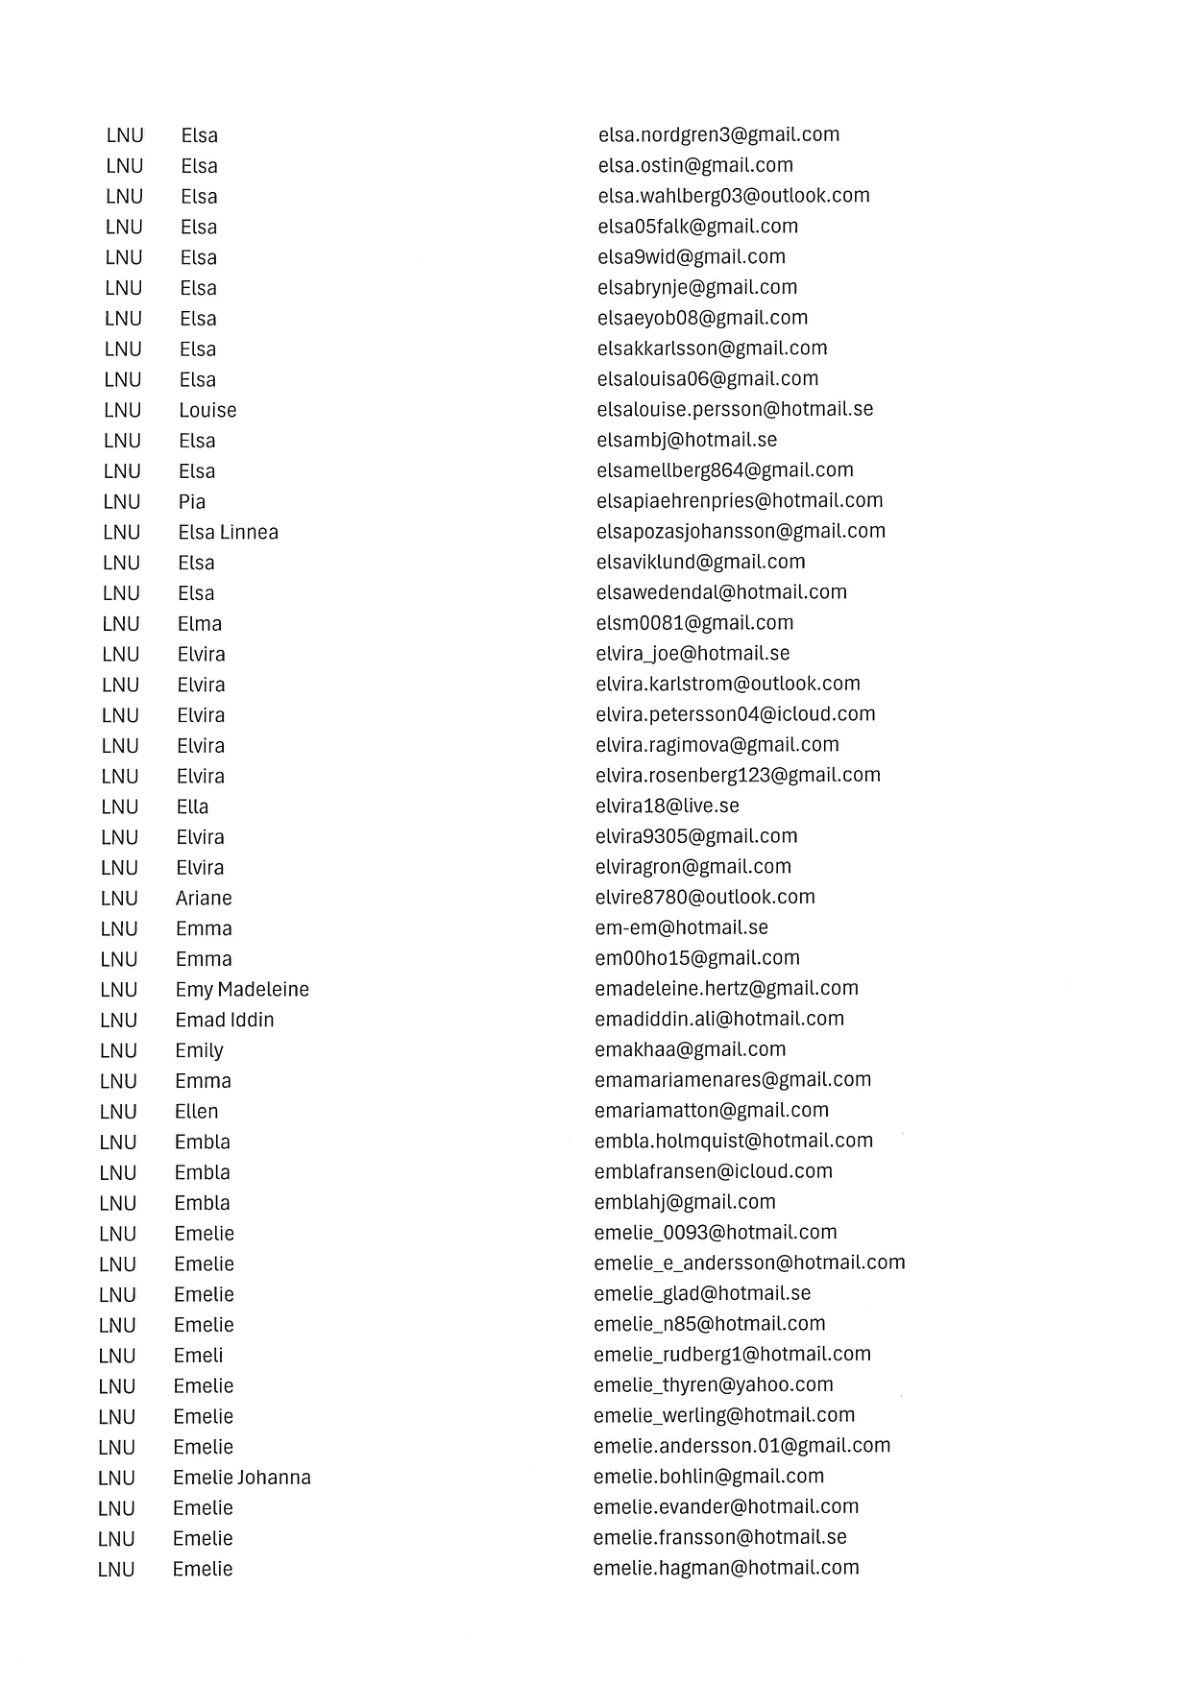 LNU Elsa elsa.nordgren3@gmail.com
LNU Elsa elsa.ostin@gmail.com
LNU Elsa elsa.wahlberg03@outlook.com
LNU Elsa elsa05falk@gmail.com
LNU Elsa elsa9wid@gmail.com
LNU Elsa elsabrynje@gmail.com
LNU Elsa elsaeyob08@gmail.com
LNU Elsa elsakkarlsson@gmail.com
LNU Elsa elsalouisa06@gmail.com
LNU Louise elsalouise.persson@hotmail.se
LNU Elsa elsambj@hotmail.se
LNU Elsa elsamellberg864@gmail.com
LNU Pia elsapiaehrenpries@hotmail.com
LNU Elsa Linnea elsapozasjohansson@gmail.com
LNU Elsa elsaviklund@gmail.com
LNU Elsa elsawedendal@hotmail.com
LNU Elma elsm0081@gmail.com
LNU Elvira elvira_joe@hotmail.se
LNU Elvira elvira.karlstrom@outlook.com
LNU Elvira elvira.petersson04@icloud.com
LNU Elvira elvira.ragimova@gmail.com
LNU Elvira elvira.rosenberg123@gmail.com
LNU Ella elvira18@live.se
LNU Elvira elvira9305@gmail.com
LNU Elvira elviragron@gmail.com
LNU Ariane elvire8780@outlook.com
LNU Emma em-em@hotmail.se
LNU Emma em00ho15@gmail.com
LNU Emy Madeleine emadeleine.hertz@gmail.com
LNU Emad Iddin emadiddin.ali@hotmail.com
LNU Emily emakhaa@gmail.com
LNU Emma emamariamenares@gmail.com
LNU Ellen emariamatton@gmail.com
LNU Embla embla.holmquist@hotmail.com
LNU Embla emblafransen@icloud.com
LNU Embla emblahj@gmail.com
LNU Emelie emelie_0093@hotmail.com
LNU Emelie emelie_e_andersson@hotmail.com
LNU Emelie emelie_glad@hotmail.se
LNU Emelie emelie_n85@hotmail.com
LNU Emeli emelie_rudberg1@hotmail.com
LNU Emelie emelie_thyren@yahoo.com
LNU Emelie emelie_werling@hotmail.com
LNU Emelie emelie.andersson.01@gmail.com
LNU Emelie Johanna emelie.bohlin@gmail.com
LNU Emelie emelie.evander@hotmail.com
LNU Emelie emelie.fransson@hotmail.se
LNU Emelie emelie.hagman@hotmail.com